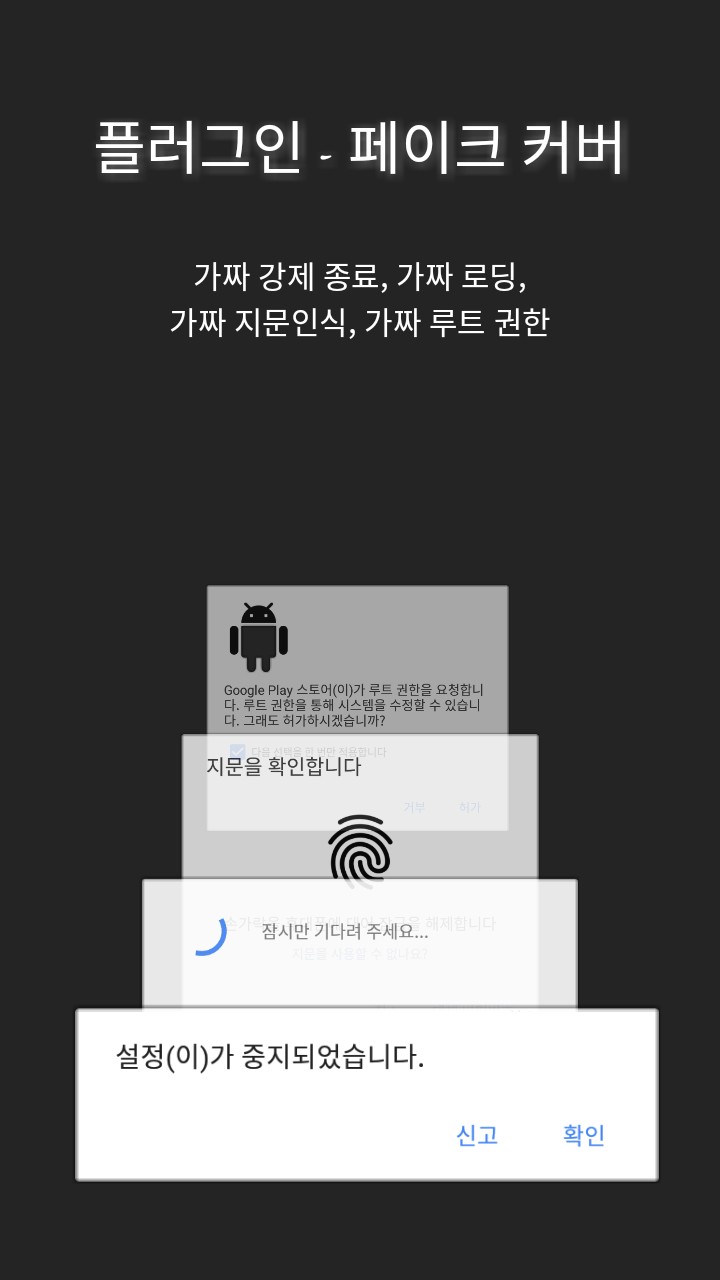 플러그인 - 페이크 커버
가짜 강제 종료, 가짜 로딩,
가짜 지문인식, 가짜 루트 권한
Google Play 스토어(이)가 루트 권한을 요청합니
다. 루트 권한을 통해 시스템을 수정할 수 있습니
다. 그래도 허가하시겠습니까?
다음 선택을 한 번만 적용합니다
지문을 확인합니다
거부 허가
손가락을 휴대폰에 대어 잠금을 해제합니다
잠시만 기다려 주세요...
지문을 사용할 수 없나요?
설정(이)가 중지되었습니다.
신고 확인